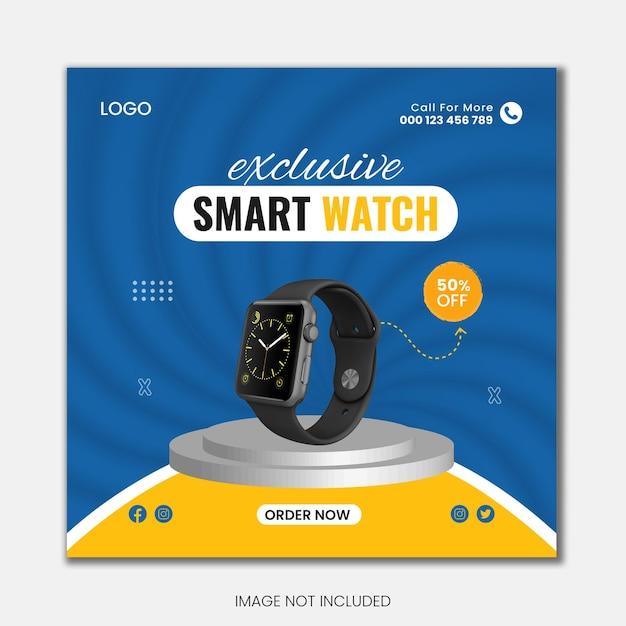 LOGO
Call For More
000 123 456 789
exclusive
SMART WATCH
50%
OFF
X
X
ORDER NOW
IMAGE NOT INCLUDED